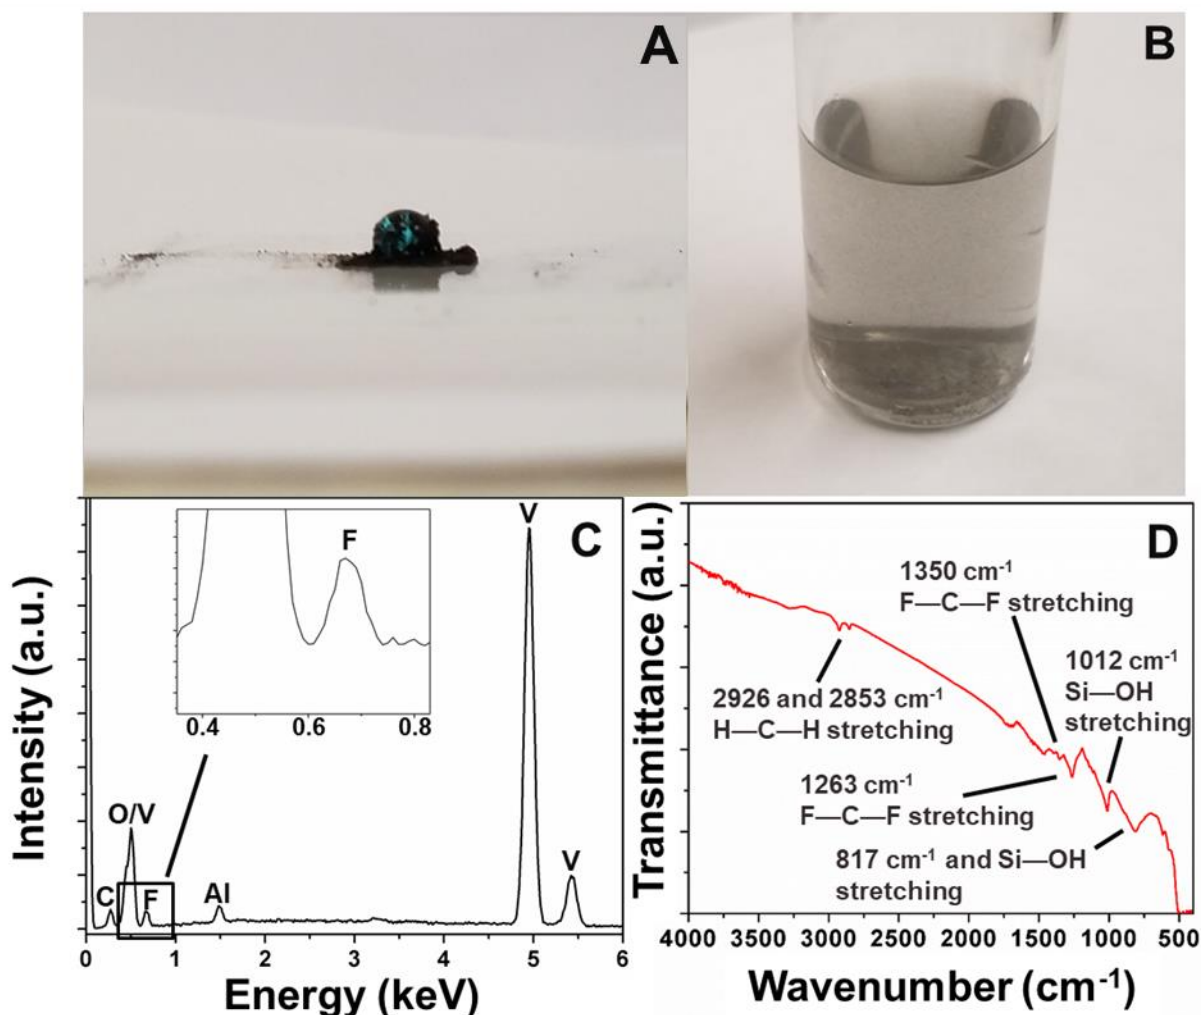 A
B
C
V
F
0.4 0.6 0.8
O/V
C
F
Al
V
0 1 2 3 4 5 6
Intensity (a.u.)
Energy (keV)
D
1350 cm-1
F—C—F stretching
1012 cm-1
Si—OH
stretching
2926 and 2853 cm-1
H—C—H stretching
1263 cm-1
F—C—F stretching
817 cm-1 and Si—OH
stretching
4000 3500 3000 2500 2000 1500 1000 500
Transmittance (a.u.)
Wavenumber (cm-1)